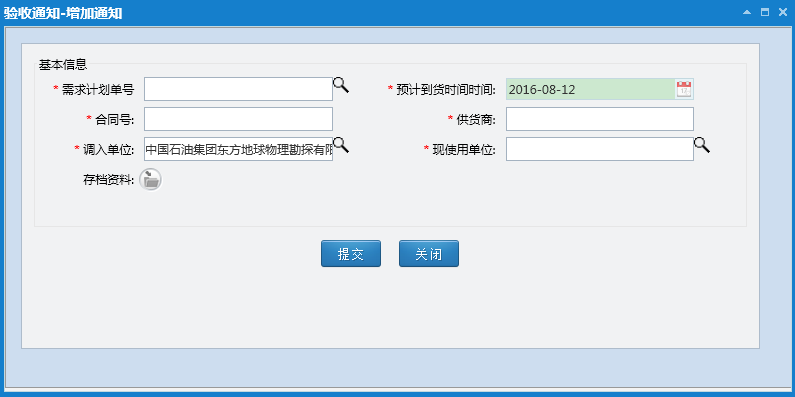 验收通知-增加通知
基本信息
* 需求计划单号
* 预计到货时间时间: 2016-08-12
* 合同号:
* 供货商:
* 调入单位: 中国石油集团东方地球物理勘探有限
* 现使用单位:
存档资料:
提交 关闭